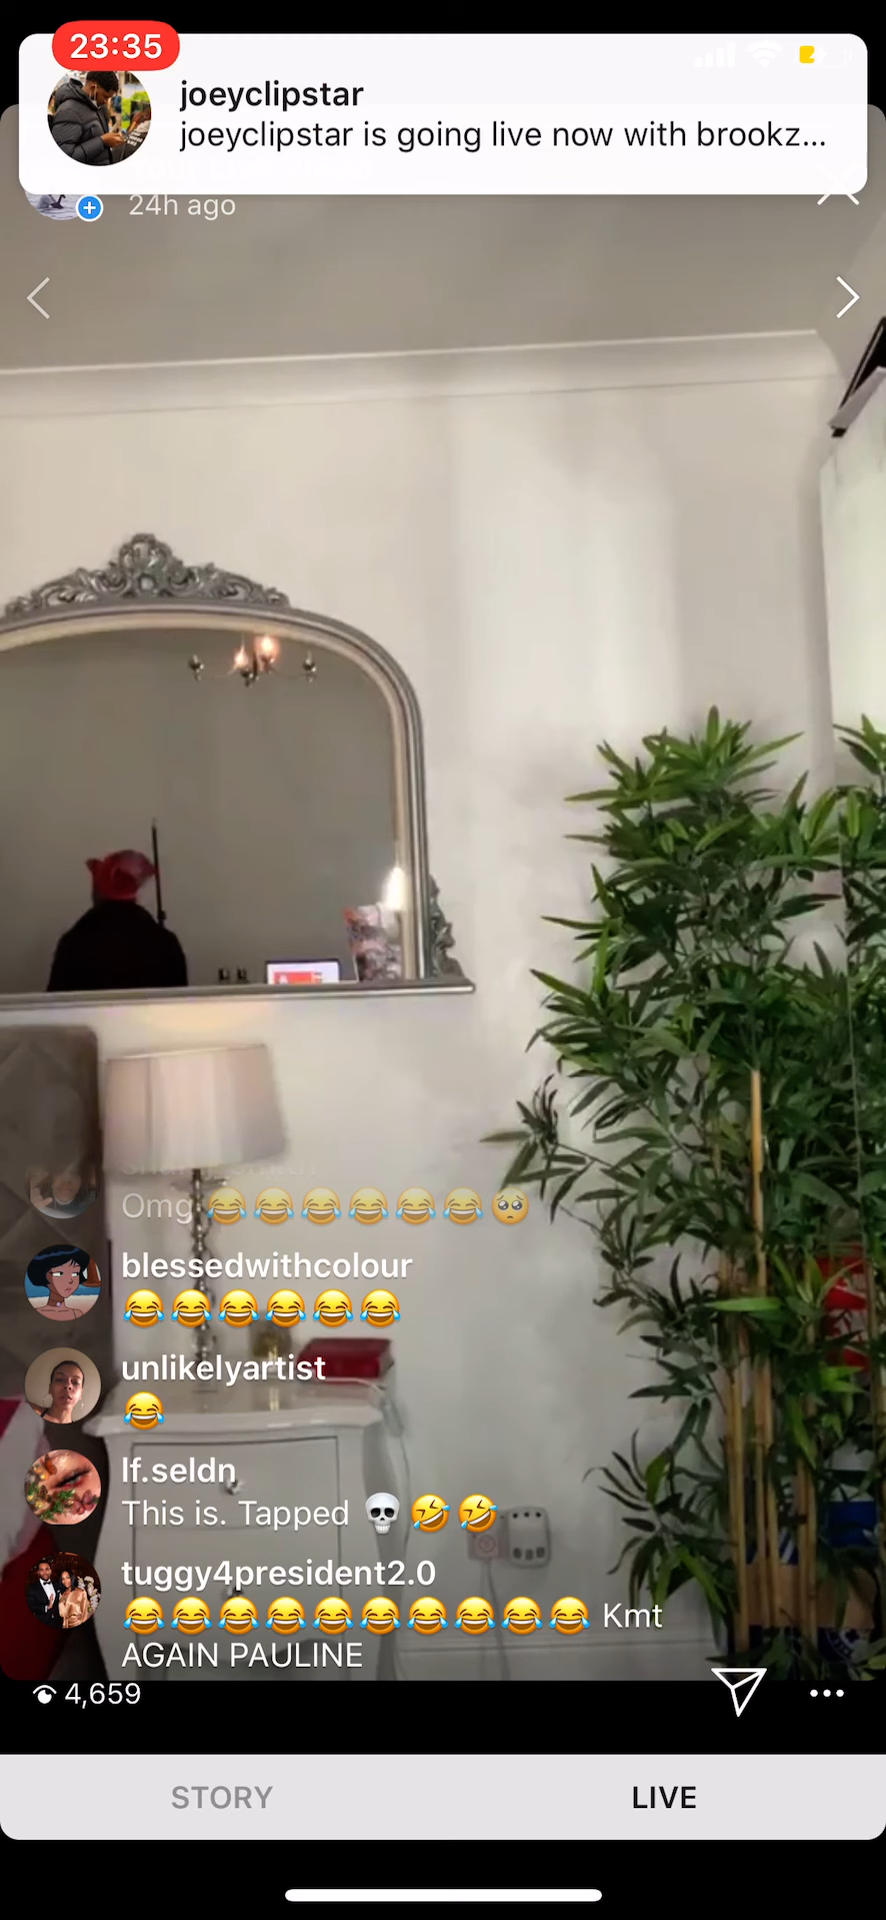 23:35
joeyclipstar
joeyclipstar is going live now with brookz...
24h ago
Omg 😂😂😂😂😂😂🥺
blessedwithcolour
😂😂😂😂😂😂
unlikelyartist
😂
lf.seldn
This is. Tapped 💀🤣🤣
tuggy4president2.0
😂😂😂😂😂😂😂😂😂😂 Kmt
AGAIN PAULINE
4,659
STORY
LIVE